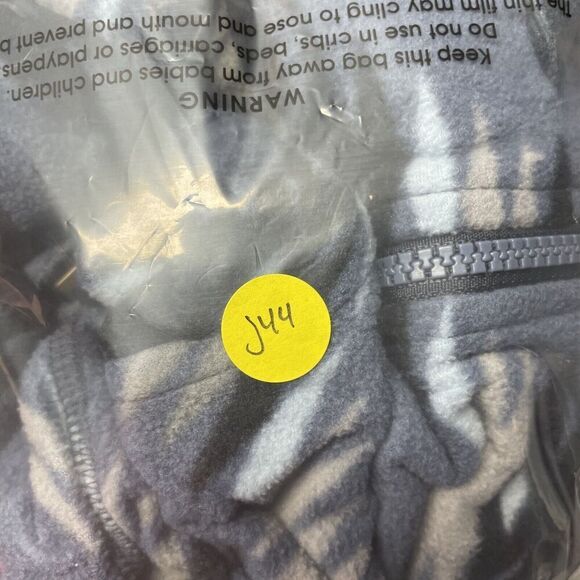 WARNING
Keep this bag away from babies and children.
Do not use in cribs, beds, carriages or playpens
The thin film may cling to nose and mouth and prevent b
J44